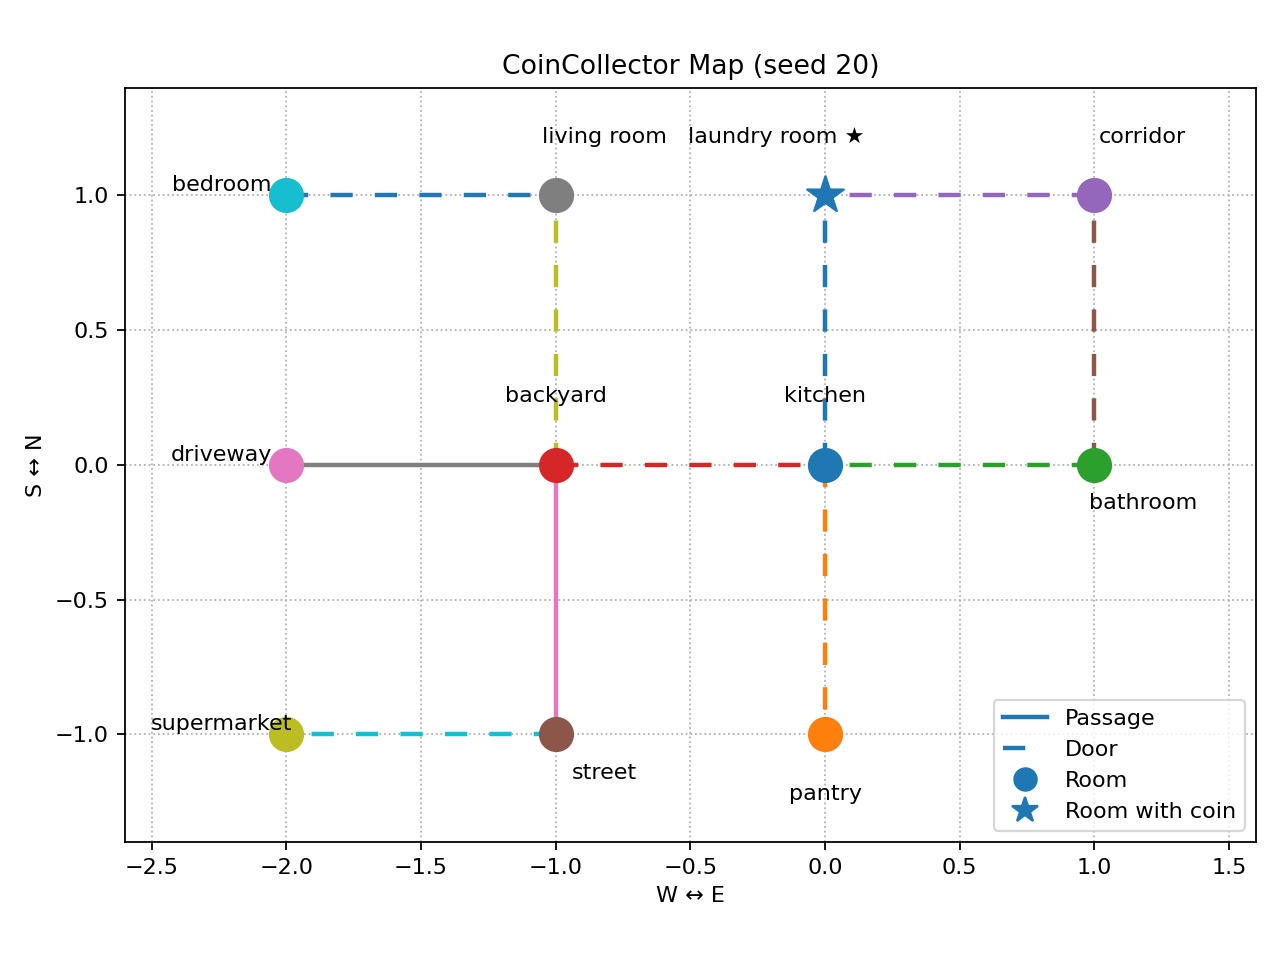 CoinCollector Map (seed 20)
living room
laundry room ★
corridor
bedroom
1.0
0.5
backyard
kitchen
driveway
0.0
bathroom
S ↔ N
−0.5
supermarket
−1.0
street
pantry
Passage
Door
Room
Room with coin
−2.5
−2.0
−1.5
−1.0
−0.5
0.0
0.5
1.0
1.5
W ↔ E